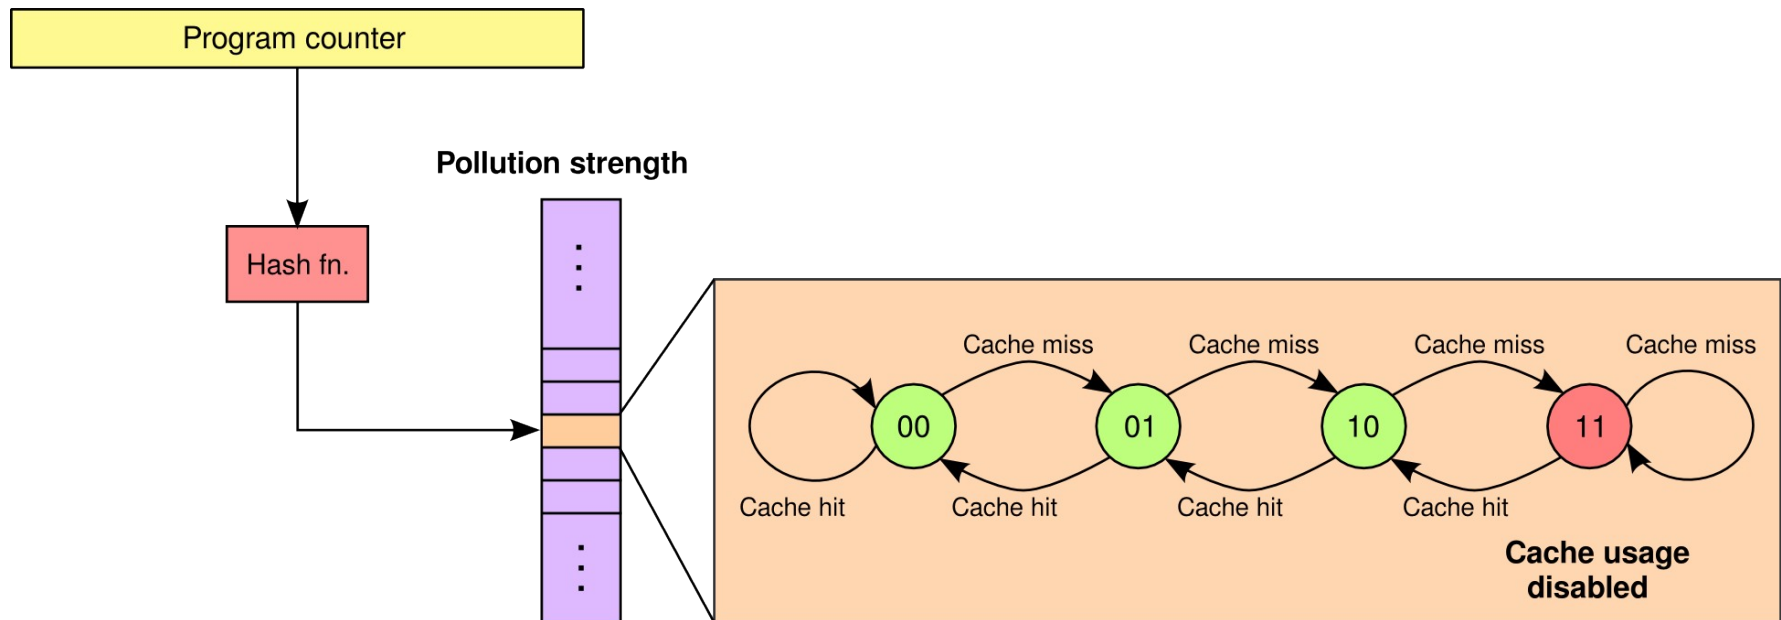 Program counter
Pollution strength
Hash fn.
Cache miss
Cache miss
Cache miss
Cache miss
00
01
10
11
Cache hit
Cache hit
Cache hit
Cache hit
Cache usage
disabled